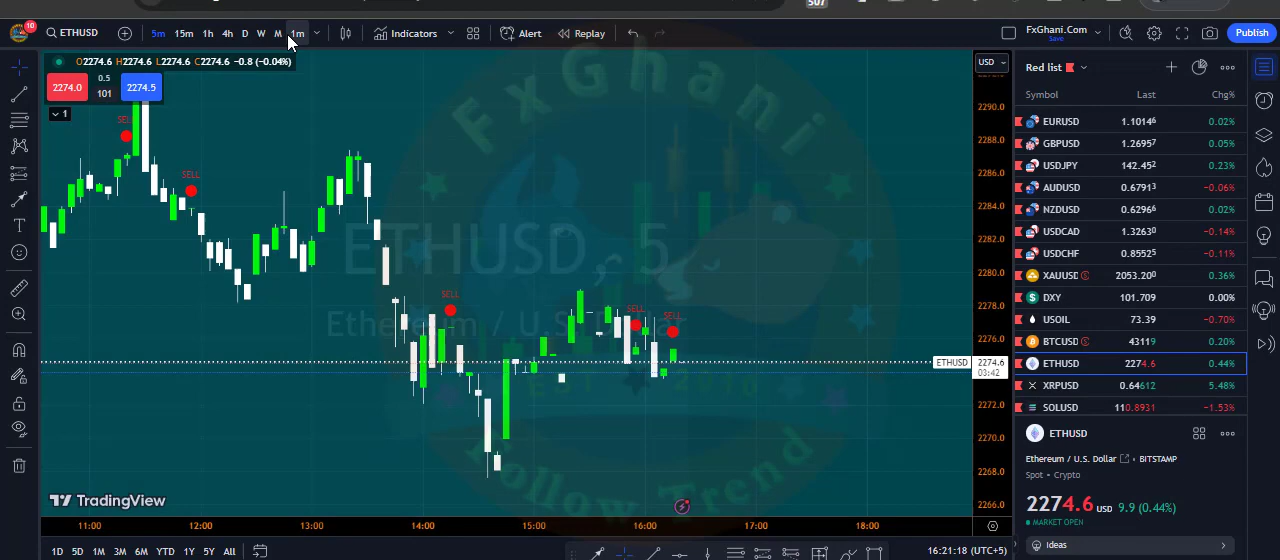 507
10 ETHUSD 5m 15m 1h 4h D W M 1m Indicators Alert Replay FxGhani.Com Save Publish
O2274.6 H2274.6 L2274.6 C2274.6 −0.8 (−0.04%)
2274.0 0.5 101 2274.5
1
USD
FxGhani
ETHUSD, 5
Ethereum / U.S. Dollar
Follow Trend
SELL
SELL
SELL
SELL
SELL
2290.0
2288.0
2286.0
2284.0
2282.0
2280.0
2278.0
2276.0
ETHUSD 2274.6
03:42
2272.0
2270.0
2268.0
2266.0
TradingView
11:00 12:00 13:00 14:00 15:00 16:00 17:00 18:00
1D 5D 1M 3M 6M YTD 1Y 5Y All 16:21:18 (UTC+5)
Red list
Symbol Last Chg%
EURUSD 1.10146 0.02%
GBPUSD 1.26957 0.05%
USDJPY 142.452 0.23%
AUDUSD 0.67913 −0.06%
NZDUSD 0.62966 0.02%
USDCAD 1.32630 −0.14%
USDCHF 0.85525 −0.11%
XAUUSD 2053.200 0.36%
DXY 101.709 0.00%
USOIL 73.39 −0.70%
BTCUSD 43119 0.20%
ETHUSD 2274.6 0.44%
XRPUSD 0.64612 5.48%
SOLUSD 110.8931 −1.53%
ETHUSD
Ethereum / U.S. Dollar • BITSTAMP
Spot • Crypto
2274.6 USD 9.9 (0.44%)
MARKET OPEN
Ideas